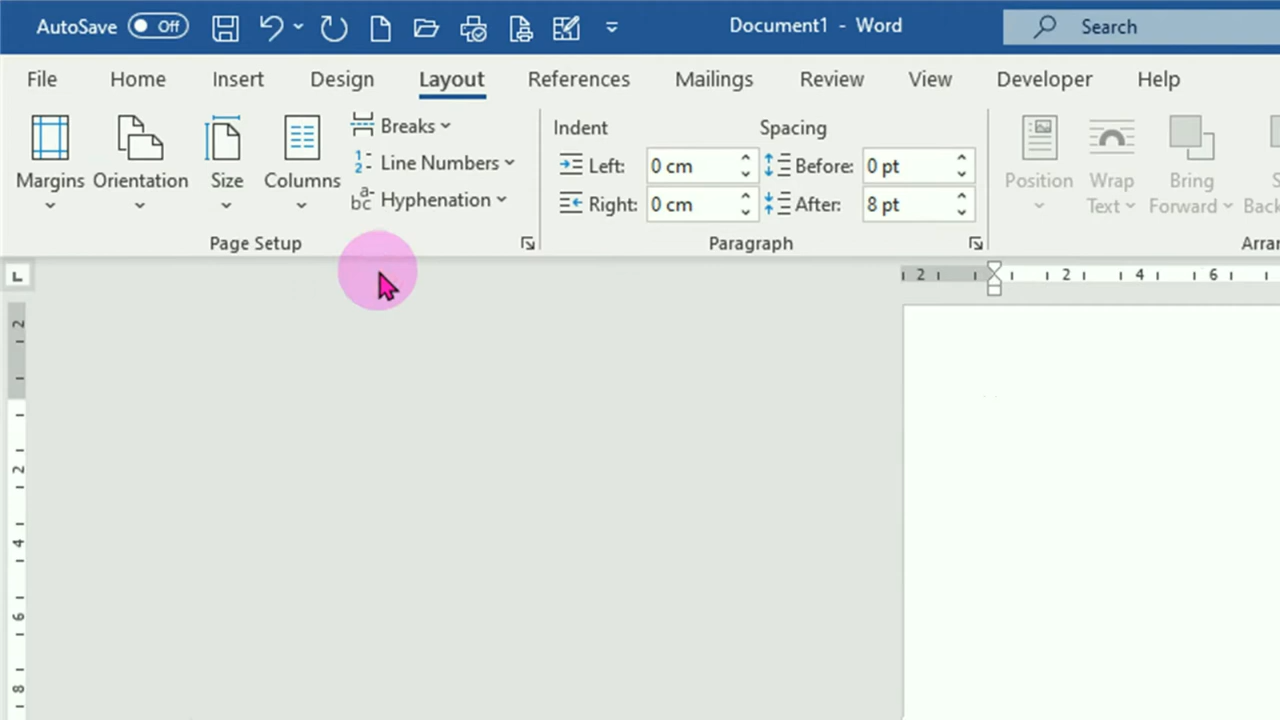 AutoSave Off Document1 - Word Search
File Home Insert Design Layout References Mailings Review View Developer Help
Breaks Indent Spacing
Line Numbers Left: 0 cm Before: 0 pt
Margins Orientation Size Columns Hyphenation Right: 0 cm After: 8 pt Position Wrap Text Bring Forward
Page Setup Paragraph
L 2 2 4 6
2
2
4
6
8